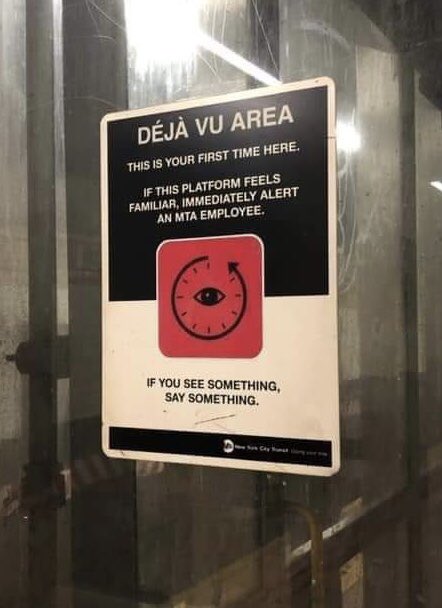 DÉJÀ VU AREA
THIS IS YOUR FIRST TIME HERE.
IF THIS PLATFORM FEELS
FAMILIAR, IMMEDIATELY ALERT
AN MTA EMPLOYEE.
IF YOU SEE SOMETHING,
SAY SOMETHING.
New York City Transit